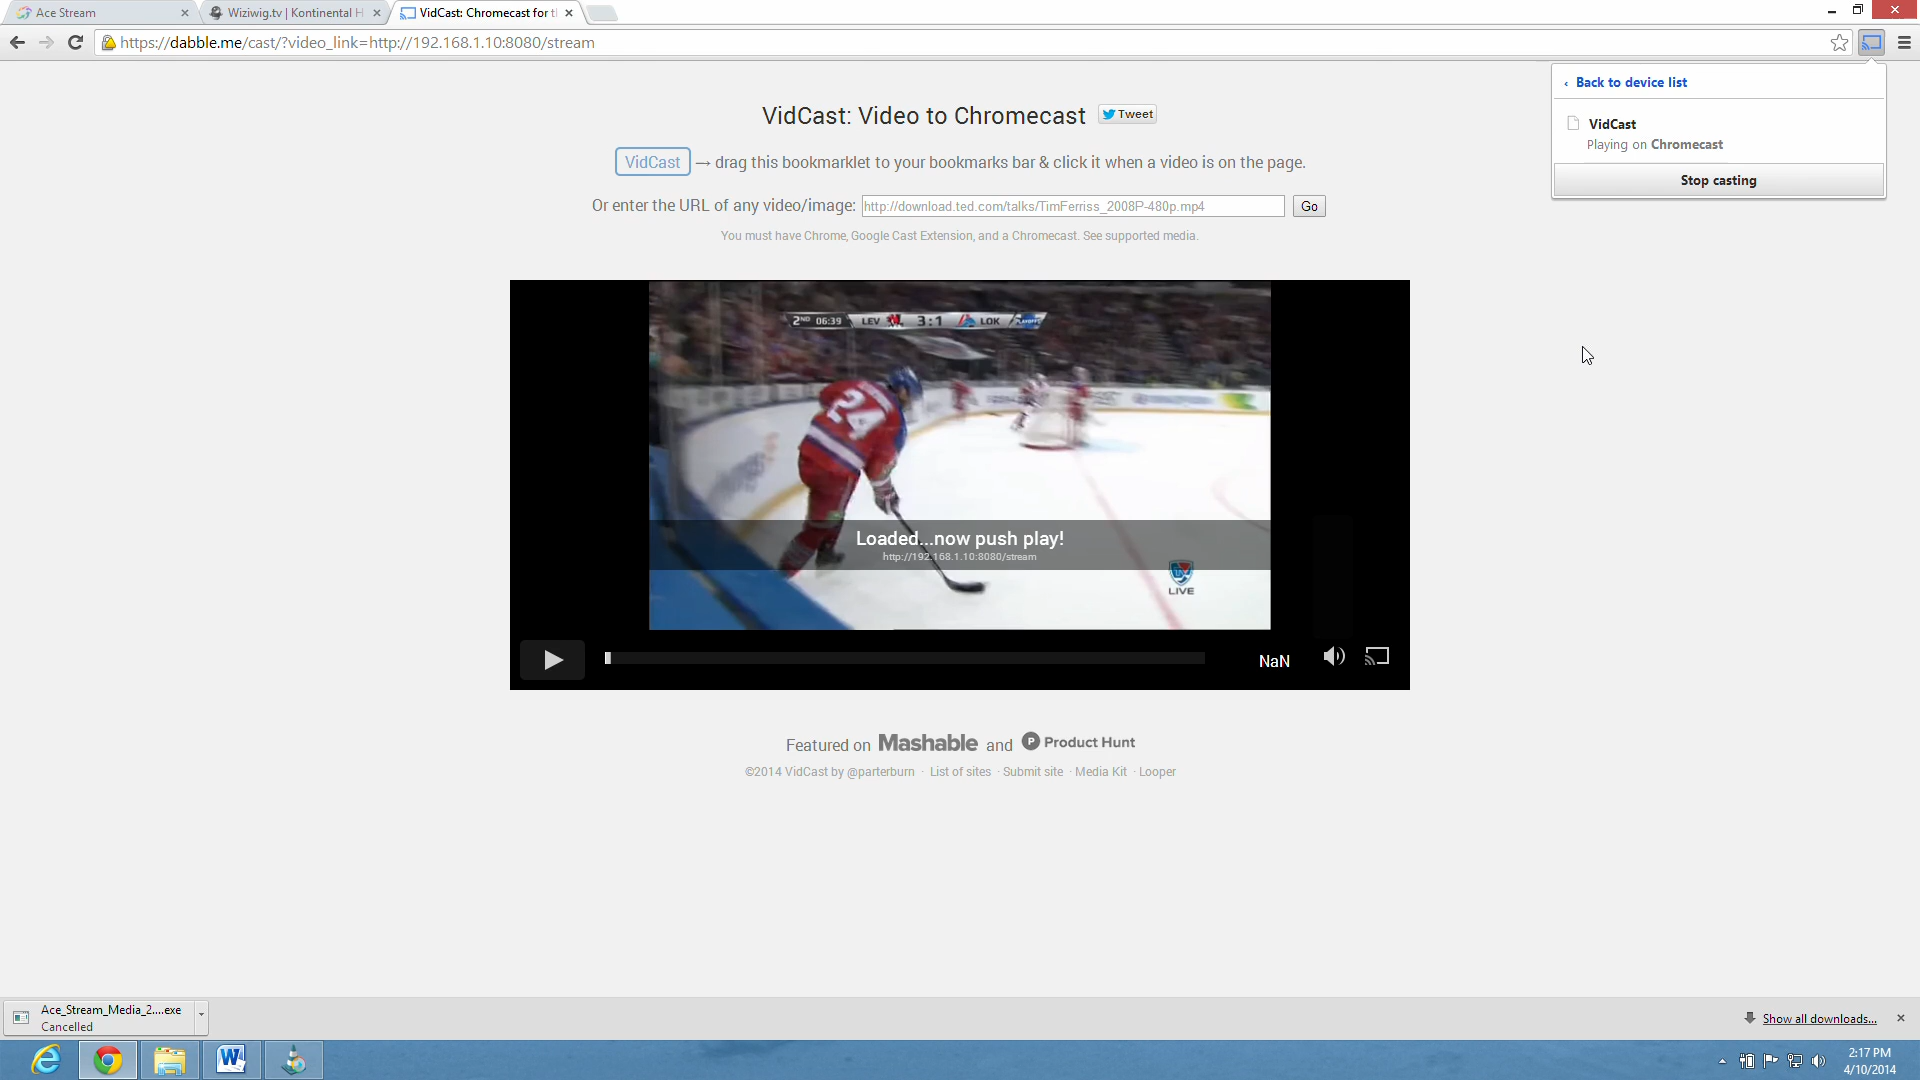 Ace Stream
Wiziwig.tv | Kontinental H
VidCast: Chromecast for t
https://dabble.me/cast/?video_link=http://192.168.1.10:8080/stream
‹ Back to device list
VidCast
Playing on Chromecast
Stop casting
VidCast: Video to Chromecast
Tweet
VidCast → drag this bookmarklet to your bookmarks bar & click it when a video is on the page.
Or enter the URL of any video/image: http://download.ted.com/talks/TimFerriss_2008P-480p.mp4 Go
You must have Chrome, Google Cast Extension, and a Chromecast. See supported media.
2ND 06:39 LEV 3:1 LOK PLAYOFFS
24
Loaded...now push play!
http://192.168.1.10:8080/stream
LIVE
NaN
Featured on Mashable and P Product Hunt
©2014 VidCast by @parterburn · List of sites · Submit site · Media Kit · Looper
Ace_Stream_Media_2....exe
Cancelled
Show all downloads...
2:17 PM
4/10/2014